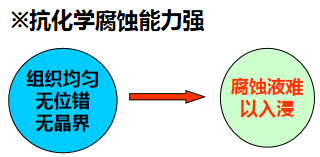 ※抗化学腐蚀能力强
组织均匀
无位错
无晶界
腐蚀液难
以入浸